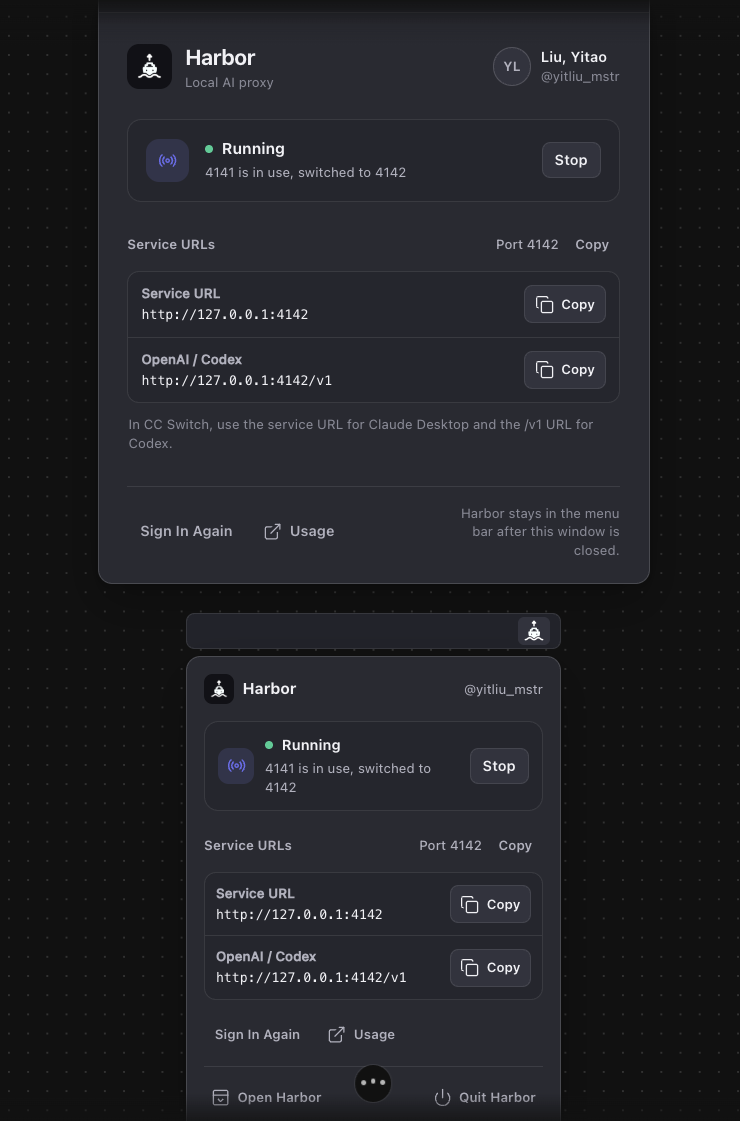 Harbor
Local AI proxy
YL
Liu, Yitao
@yitliu_mstr
Running
4141 is in use, switched to 4142
Stop
Service URLs
Port 4142
Copy
Service URL
http://127.0.0.1:4142
Copy
OpenAI / Codex
http://127.0.0.1:4142/v1
Copy
In CC Switch, use the service URL for Claude Desktop and the /v1 URL for
Codex.
Sign In Again
Usage
Harbor stays in the menu
bar after this window is
closed.
Harbor
@yitliu_mstr
Running
4141 is in use, switched to
4142
Stop
Service URLs
Port 4142
Copy
Service URL
http://127.0.0.1:4142
Copy
OpenAI / Codex
http://127.0.0.1:4142/v1
Copy
Sign In Again
Usage
Open Harbor
Quit Harbor